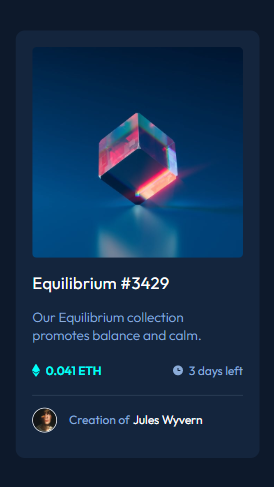 Equilibrium #3429
Our Equilibrium collection
promotes balance and calm.
0.041 ETH
3 days left
Creation of Jules Wyvern